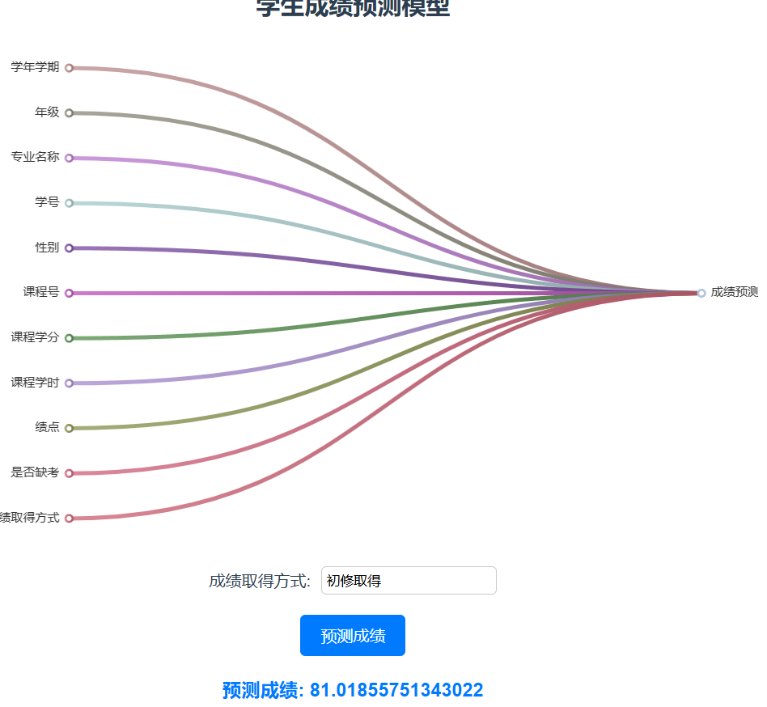 学生成绩预测模型
学年学期
年级
专业名称
学号
性别
课程号
成绩预测
课程学分
课程学时
绩点
是否缺考
绩取得方式
成绩取得方式: 初修取得
预测成绩
预测成绩: 81.01855751343022